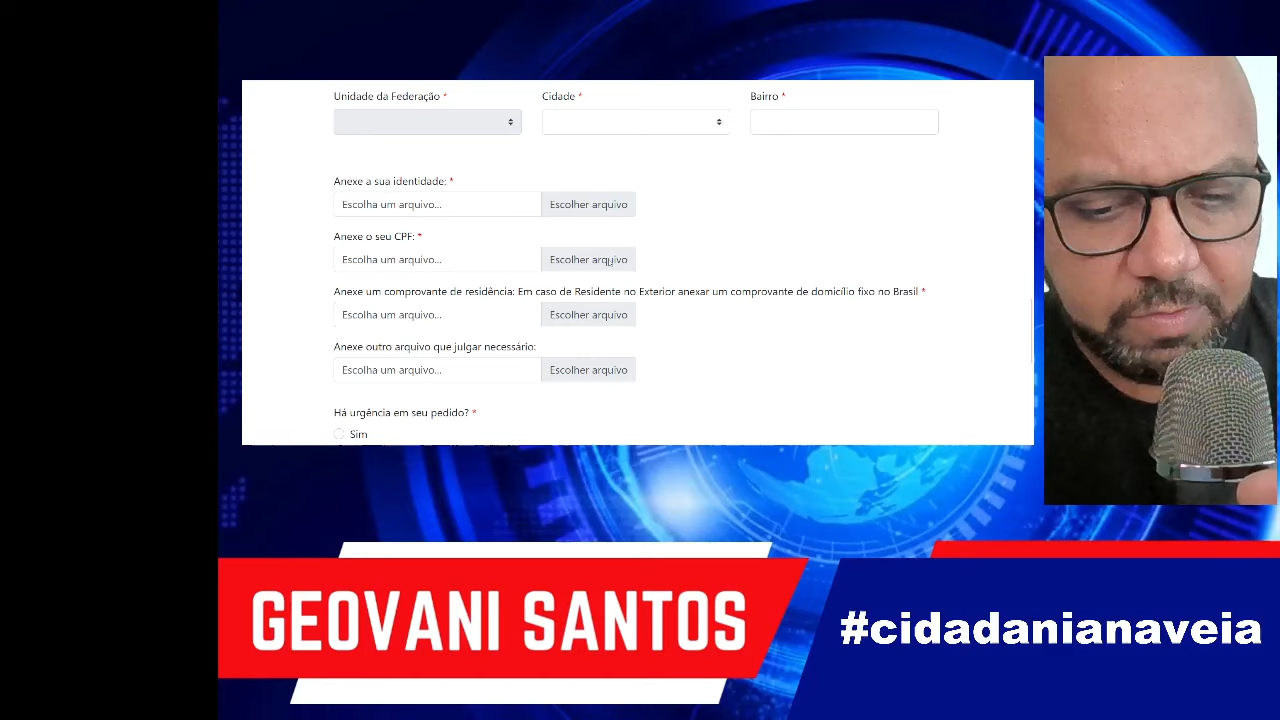 Unidade da Federação * Cidade * Bairro *
Anexe a sua identidade: *
Escolha um arquivo... Escolher arquivo
Anexe o seu CPF: *
Escolha um arquivo... Escolher arquivo
Anexe um comprovante de residência: Em caso de Residente no Exterior anexar um comprovante de domicílio fixo no Brasil *
Escolha um arquivo... Escolher arquivo
Anexe outro arquivo que julgar necessário:
Escolha um arquivo... Escolher arquivo
Há urgência em seu pedido? *
Sim
GEOVANI SANTOS
#cidadanianaveia